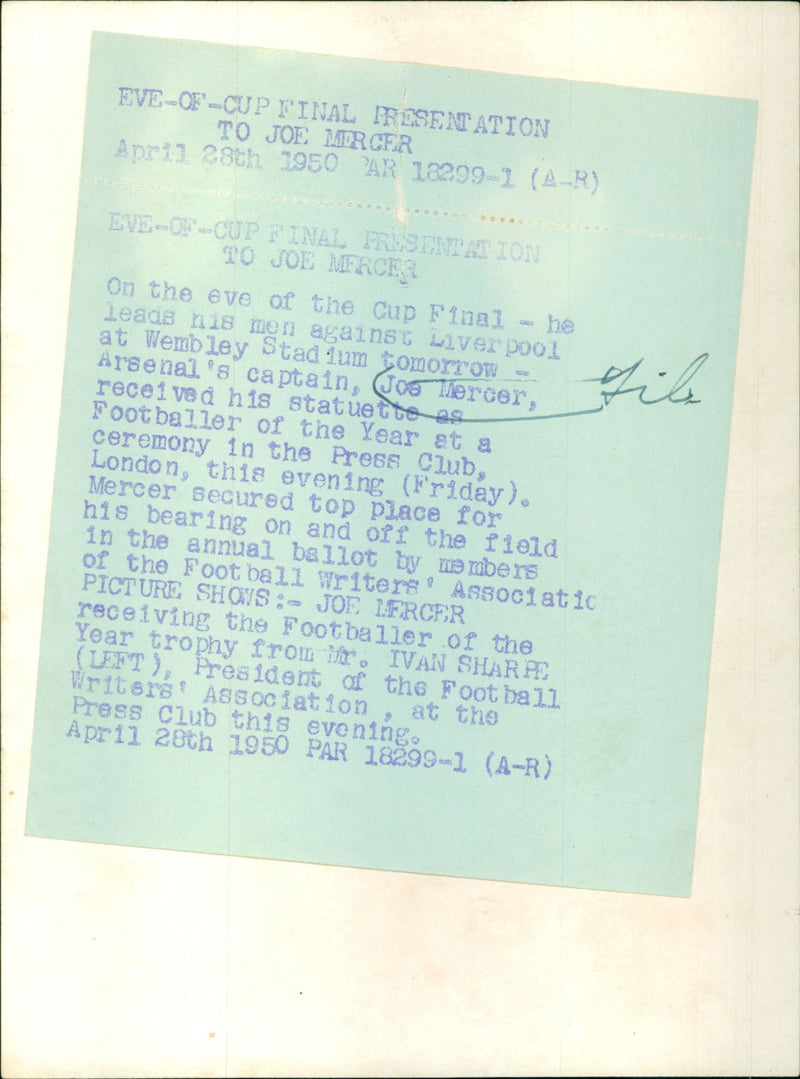 EVE-OF-CUP FINAL PRESENTATION
TO JOE MERCER
April 28th 1950 PAR 18299-1 (A-R)
EVE-OF-CUP FINAL PRESENTATION
TO JOE MERCER
On the eve of the Cup Final - he
leads his men against Liverpool
at Wembley Stadium tomorrow -
Arsenal's captain, Joe Mercer,
File
received his statuette as
Footballer of the Year at a
ceremony in the Press Club,
London, this evening (Friday).
Mercer secured top place for
his bearing on and off the field
in the annual ballot by members
of the Football Writers' Associatio
PICTURE SHOWS:- JOE MERCER
receiving the Footballer of the
Year trophy from Mr. IVAN SHARPE
(LEFT), President of the Football
Writers' Association , at the
Press Club this evening.
April 28th 1950 PAR 18299-1 (A-R)